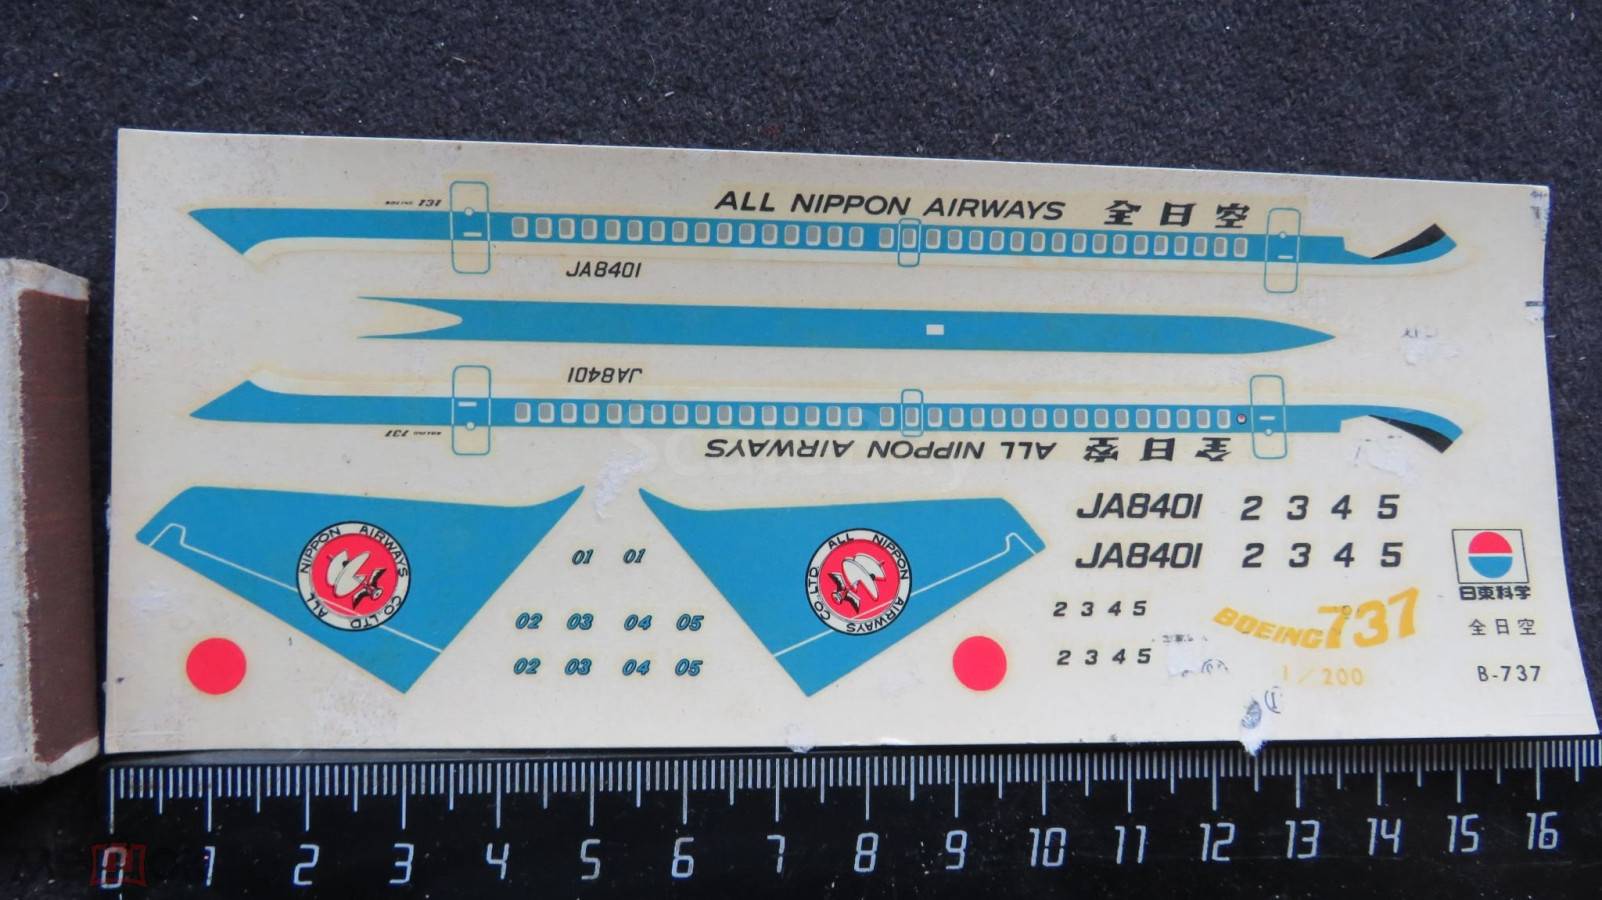 BOEING 737
ALL NIPPON AIRWAYS 全日空
JA8401
JA8401
BOEING 737
ALL NIPPON AIRWAYS 全日空
ALL NIPPON AIRWAYS CO. LTD
ALL NIPPON AIRWAYS CO. LTD
01 01
02 03 04 05
02 03 04 05
JA8401 2 3 4 5
JA8401 2 3 4 5
2 3 4 5
2 3 4 5
BOEING 737
1/200
日東科学
全日空
B-737
0 1 2 3 4 5 6 7 8 9 10 11 12 13 14 15 16